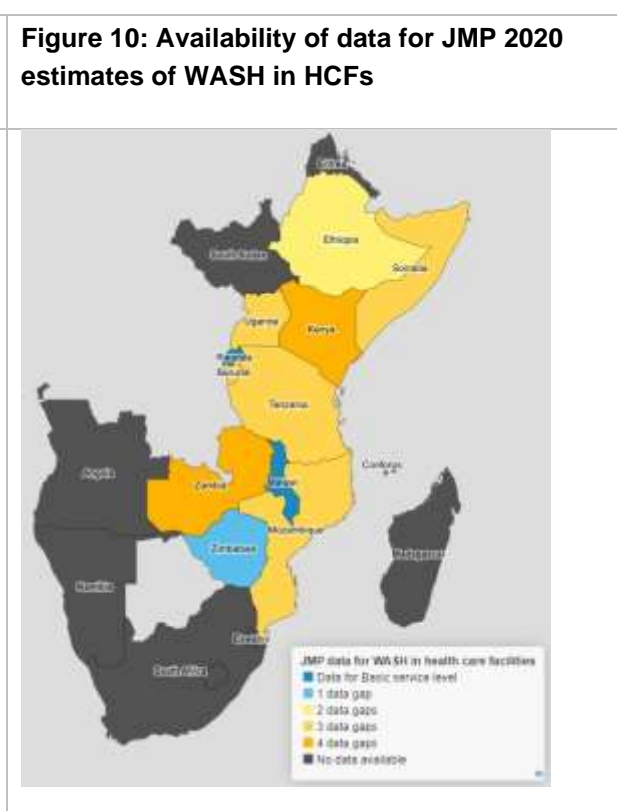 Figure 10: Availability of data for JMP 2020
estimates of WASH in HCFs
Ethiopia
South Sudan
Somalia
Uganda
Kenya
Rwanda
Burundi
Tanzania
Comoros
Angola
Zambia
Malawi
Mozambique
Zimbabwe
Madagascar
Namibia
South Africa
JMP data for WASH in health care facilities
Data for Basic service level
1 data gap
2 data gaps
3 data gaps
4 data gaps
No data available